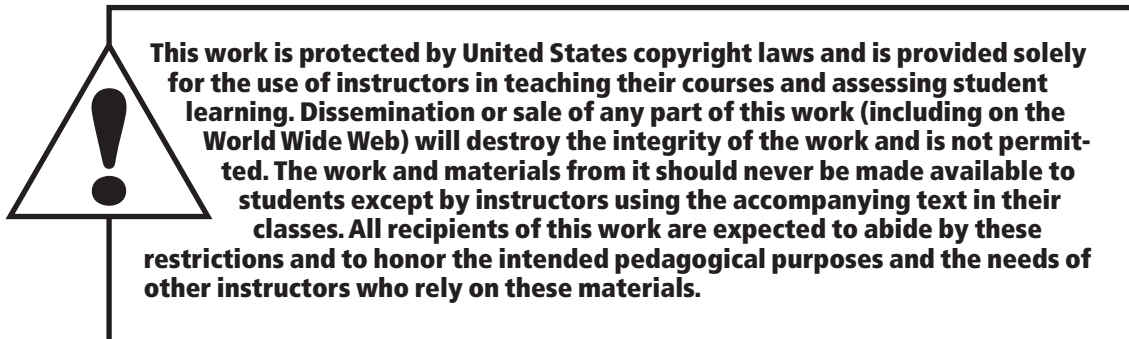 This work is protected by United States copyright laws and is provided solely
for the use of instructors in teaching their courses and assessing student
learning. Dissemination or sale of any part of this work (including on the
World Wide Web) will destroy the integrity of the work and is not permit-
ted. The work and materials from it should never be made available to
students except by instructors using the accompanying text in their
classes. All recipients of this work are expected to abide by these
restrictions and to honor the intended pedagogical purposes and the needs of
other instructors who rely on these materials.